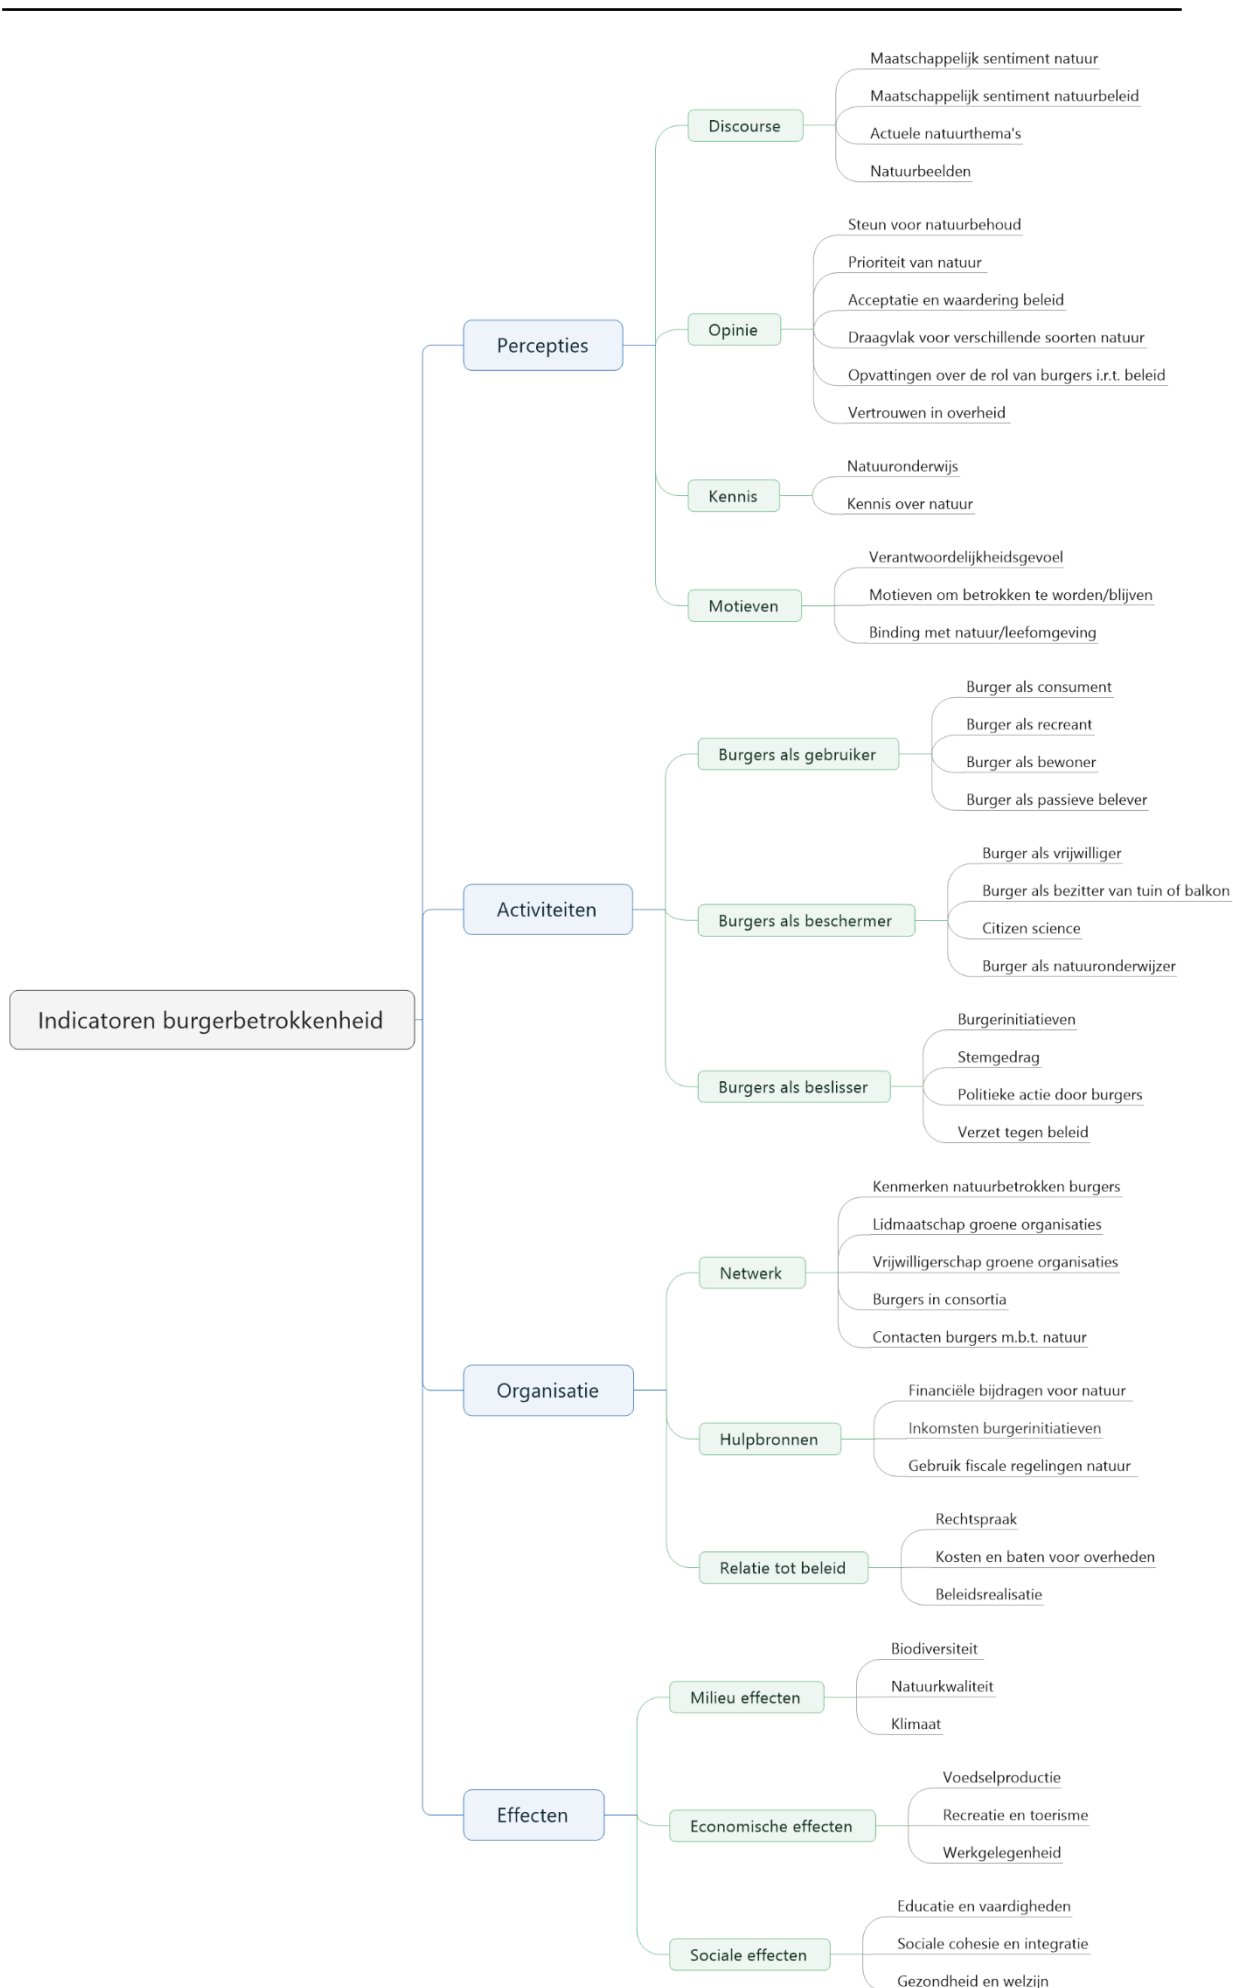 Indicatoren burgerbetrokkenheid
Percepties
Discourse
Maatschappelijk sentiment natuur
Maatschappelijk sentiment natuurbeleid
Actuele natuurthema's
Natuurbeelden
Opinie
Steun voor natuurbehoud
Prioriteit van natuur
Acceptatie en waardering beleid
Draagvlak voor verschillende soorten natuur
Opvattingen over de rol van burgers i.r.t. beleid
Vertrouwen in overheid
Kennis
Natuuronderwijs
Kennis over natuur
Motieven
Verantwoordelijkheidsgevoel
Motieven om betrokken te worden/blijven
Binding met natuur/leefomgeving
Activiteiten
Burgers als gebruiker
Burger als consument
Burger als recreant
Burger als bewoner
Burger als passieve belever
Burgers als beschermer
Burger als vrijwilliger
Burger als bezitter van tuin of balkon
Citizen science
Burger als natuuronderwijzer
Burgers als beslisser
Burgerinitiatieven
Stemgedrag
Politieke actie door burgers
Verzet tegen beleid
Organisatie
Netwerk
Kenmerken natuurbetrokken burgers
Lidmaatschap groene organisaties
Vrijwilligerschap groene organisaties
Burgers in consortia
Contacten burgers m.b.t. natuur
Hulpbronnen
Financiële bijdragen voor natuur
Inkomsten burgerinitiatieven
Gebruik fiscale regelingen natuur
Relatie tot beleid
Rechtspraak
Kosten en baten voor overheden
Beleidsrealisatie
Effecten
Milieu effecten
Biodiversiteit
Natuurkwaliteit
Klimaat
Economische effecten
Voedselproductie
Recreatie en toerisme
Werkgelegenheid
Sociale effecten
Educatie en vaardigheden
Sociale cohesie en integratie
Gezondheid en welzijn